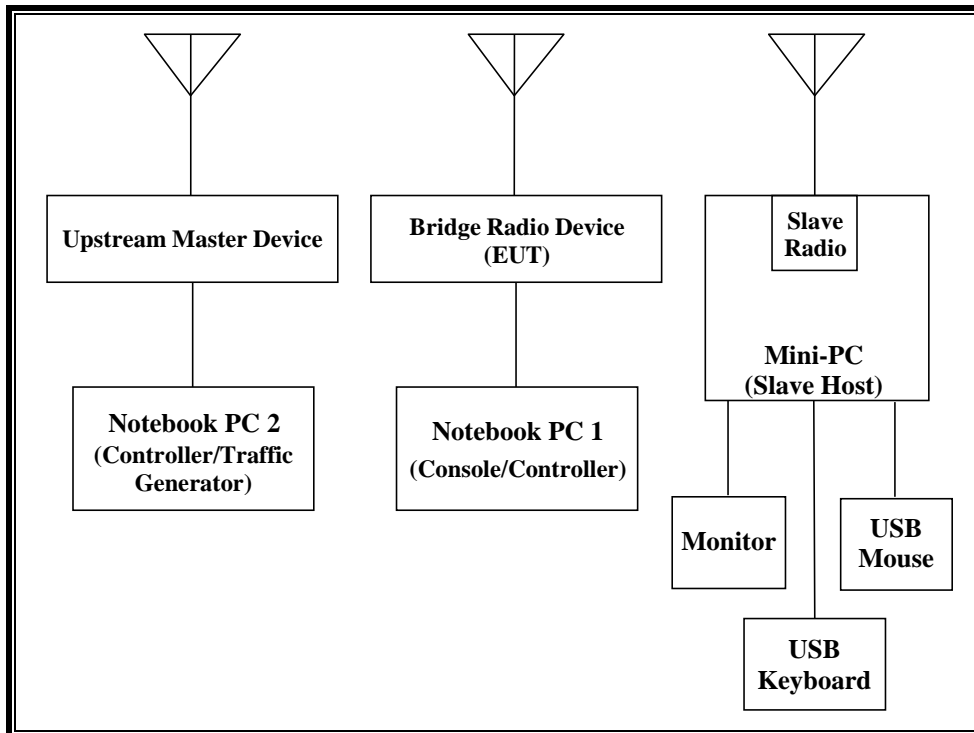 Upstream Master Device
Bridge Radio Device
(EUT)
Slave
Radio
Mini-PC
(Slave Host)
Notebook PC 2
(Controller/Traffic
Generator)
Notebook PC 1
(Console/Controller)
Monitor
USB
Mouse
USB
Keyboard